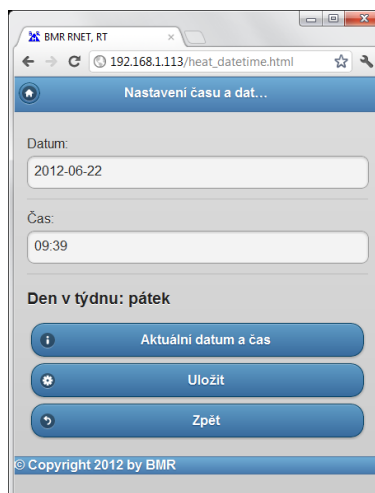 BMR RNET, RT
192.168.1.113/heat_datetime.html
Nastavení času a dat...
Datum:
2012-06-22
Čas:
09:39
Den v týdnu: pátek
Aktuální datum a čas
Uložit
Zpět
© Copyright 2012 by BMR